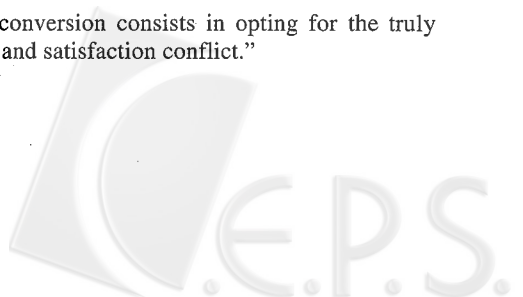 conversion consists in opting for the truly
and satisfaction conflict.”
C.E.P.S.